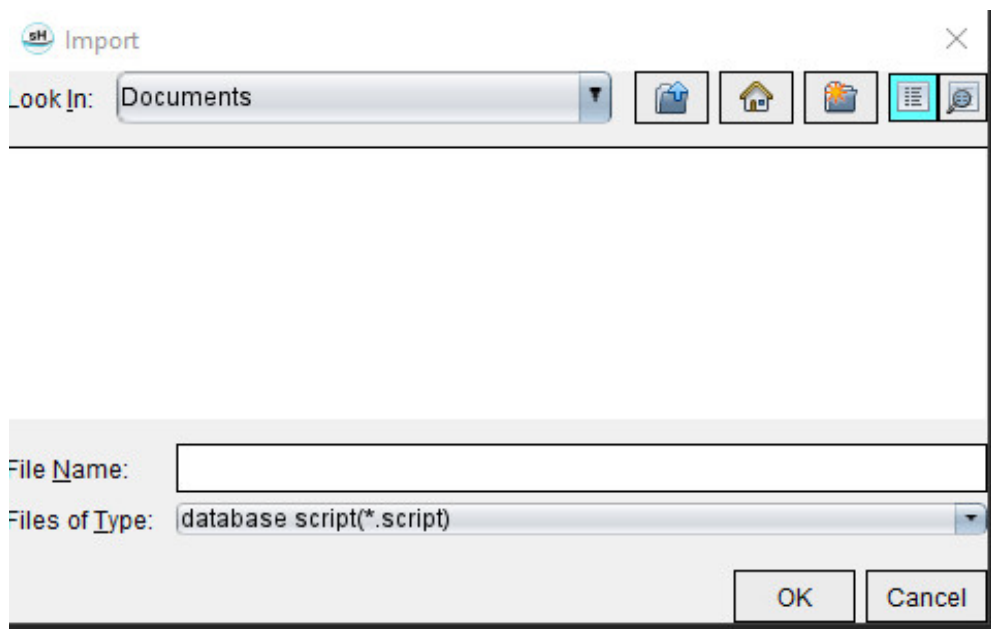 sH Import
Look In: Documents
File Name:
Files of Type: database script(*.script)
OK Cancel